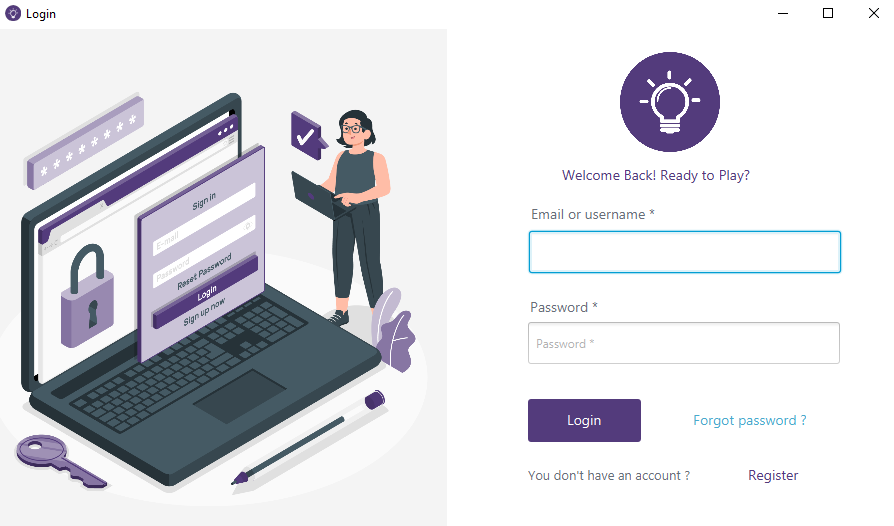 Login
********
Sign in
E-mail
Password
Reset Password
Login
Sign up now
Welcome Back! Ready to Play?
Email or username *
Password *
Password *
Login
Forgot password ?
You don't have an account ?
Register